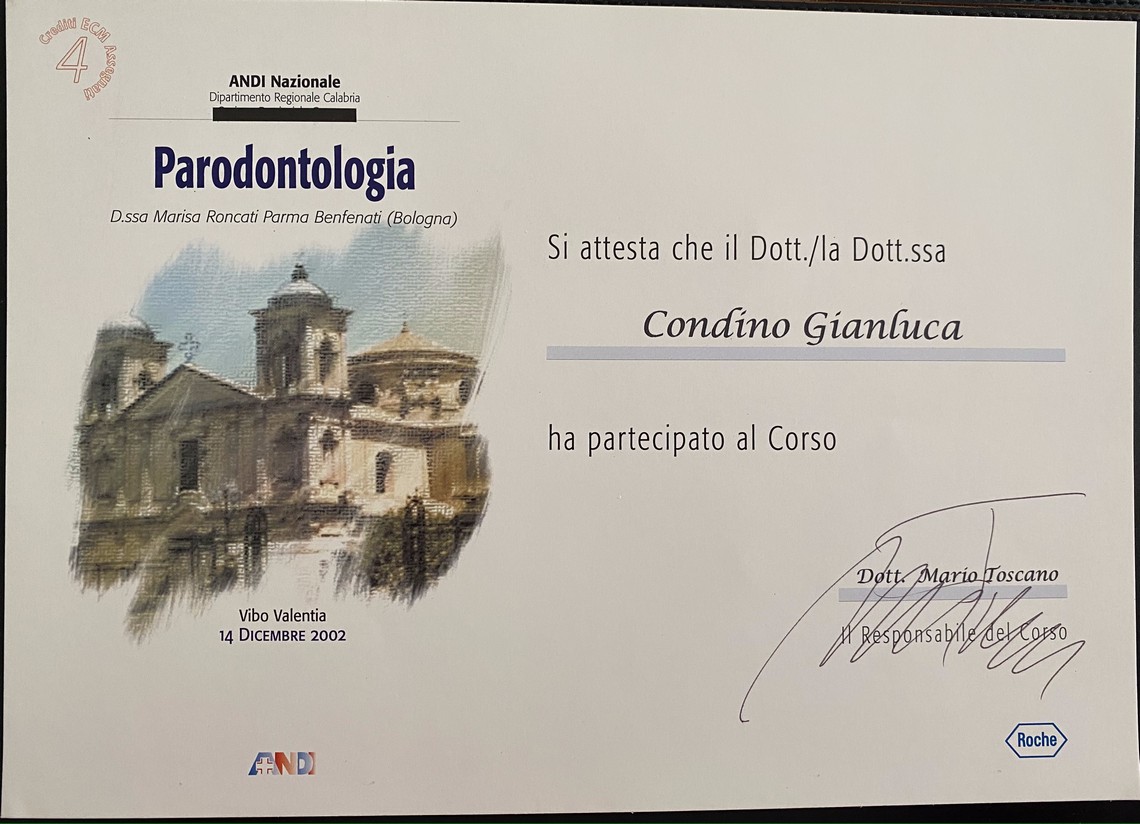 Crediti ECM Assegnati
4
ANDI Nazionale
Dipartimento Regionale Calabria
Parodontologia
D.ssa Marisa Roncati Parma Benfenati (Bologna)
Si attesta che il Dott./la Dott.ssa
Condino Gianluca
ha partecipato al Corso
Dott. Mario Toscano
Il Responsabile del Corso
Vibo Valentia
14 DICEMBRE 2002
ANDI
Roche